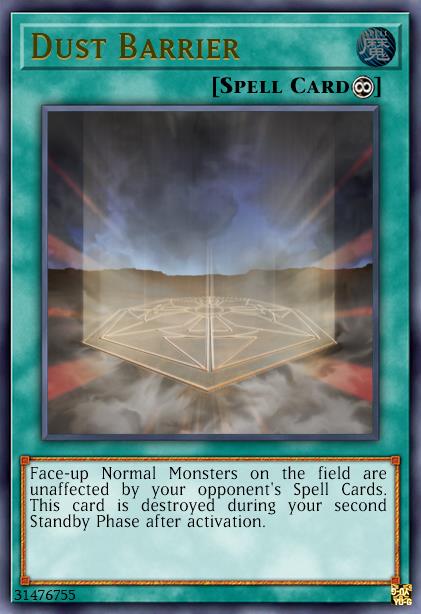 DUST BARRIER
魔
[SPELL CARD]
Face-up Normal Monsters on the field are
unaffected by your opponent's Spell Cards.
This card is destroyed during your second
Standby Phase after activation.
31476755